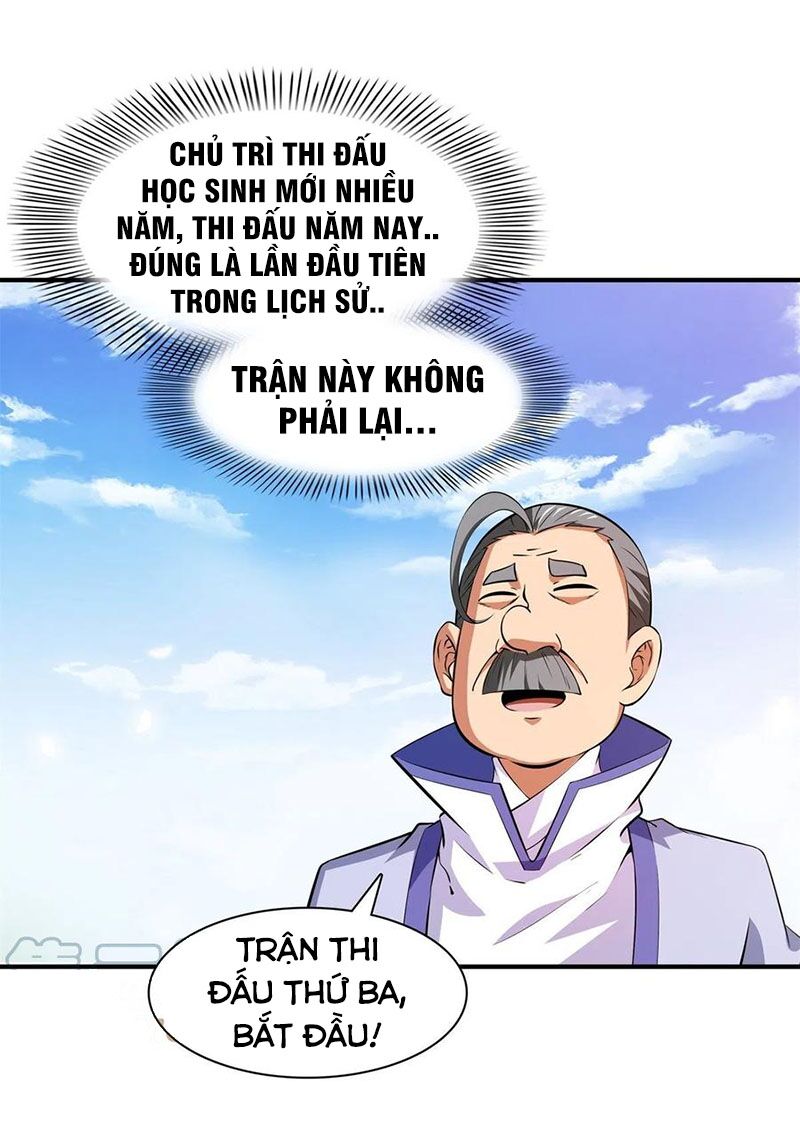 CHỦ TRÌ THI ĐẤU
HỌC SINH MỚI NHIỀU
NĂM, THI ĐẤU NĂM NAY..
ĐÚNG LÀ LẦN ĐẦU TIÊN
TRONG LỊCH SỬ..
TRẬN NÀY KHÔNG
PHẢI LẠI...
TRẬN THI
ĐẤU THỨ BA,
BẮT ĐẦU!